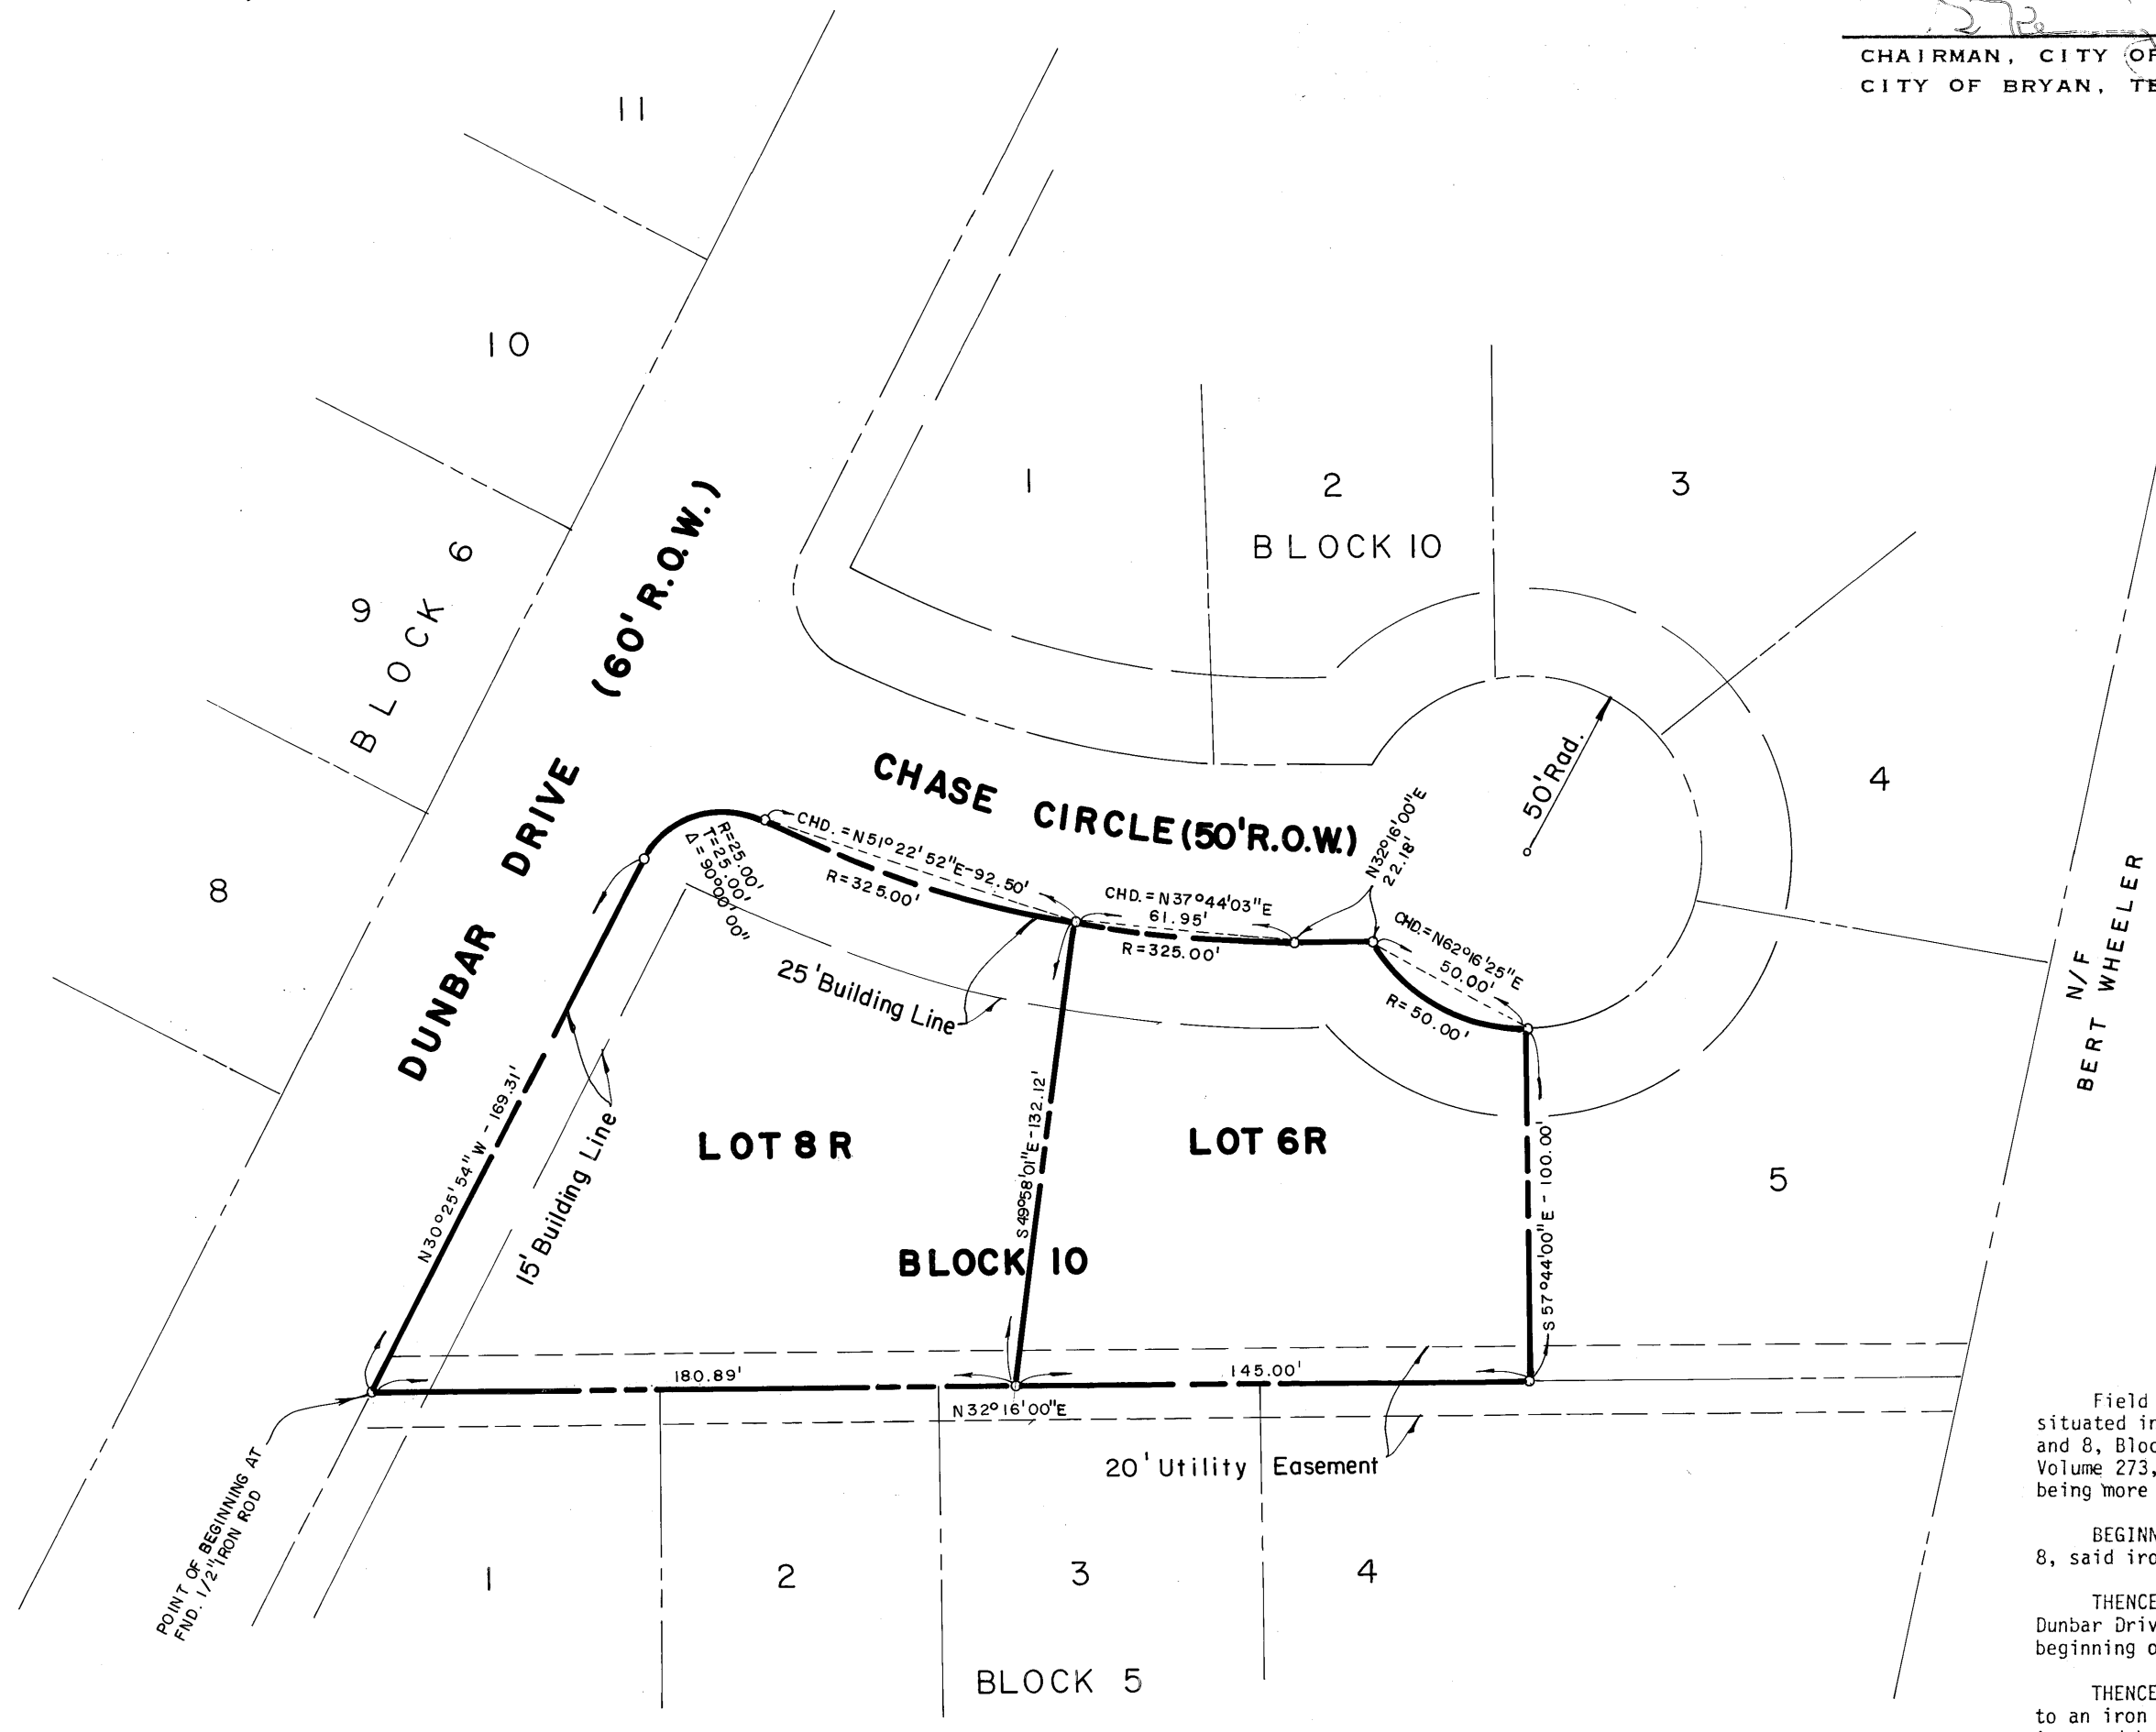 CHAIRMAN, CITY OF
CITY OF BRYAN, TE
11
10
9
BLOCK 6
8
DUNBAR DRIVE (60' R.O.W.)
1
2
3
BLOCK 10
4
5
50' Rad.
CHASE CIRCLE (50' R.O.W.)
N/F
BERT WHEELER
R=25.00'
T=25.00'
Δ = 90°00'00"
CHD. = N51°22'52"E-92.50'
R=325.00'
CHD. = N37°44'03"E
61.95'
R=325.00'
N32°16'00"E
22.18'
CHD.= N62°16'25"E
50.00'
R= 50.00'
25' Building Line
N30°25'54"W - 169.31'
15' Building Line
LOT 8R
S49°58'01"E-132.12'
LOT 6R
S57°44'00"E - 100.00'
BLOCK 10
180.89'
145.00'
N32°16'00"E
20' Utility Easement
POINT OF BEGINNING AT
FND. 1/2" IRON ROD
1
2
3
4
BLOCK 5
Field
situated in
and 8, Bloc
Volume 273,
being more
BEGINN
8, said iro
THENCE
Dunbar Driv
beginning o
THENCE
to an iron